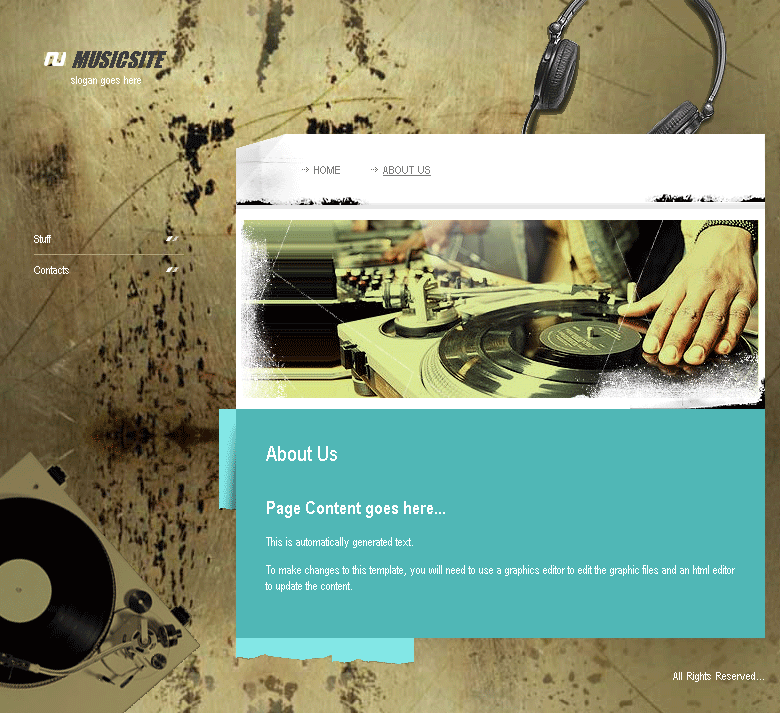 MUSICSITE
slogan goes here
HOME
ABOUT US
Stuff
Contacts
About Us
Page Content goes here...
This is automatically generated text.
To make changes to this template, you will need to use a graphics editor to edit the graphic files and an html editor
to update the content.
All Rights Reserved...